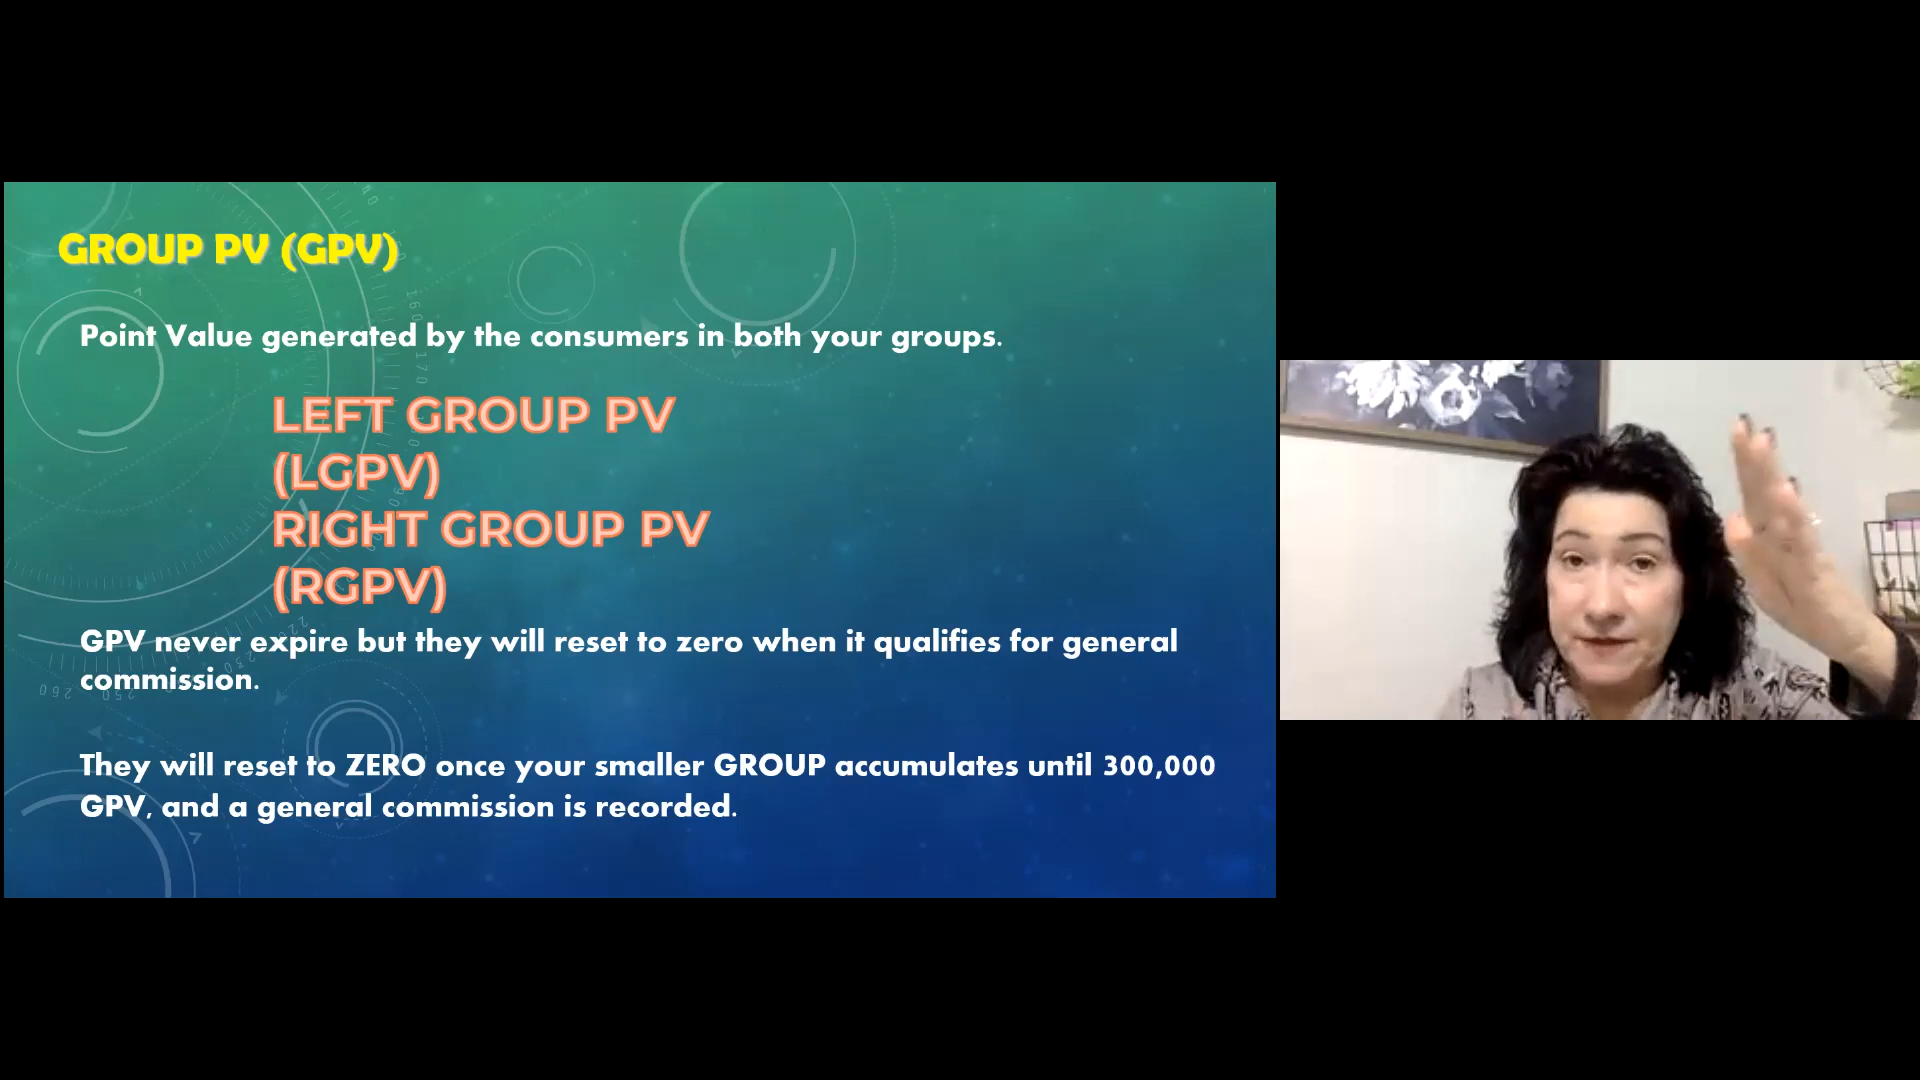 GROUP PV (GPV)
Point Value generated by the consumers in both your groups.
LEFT GROUP PV
(LGPV)
RIGHT GROUP PV
(RGPV)
GPV never expire but they will reset to zero when it qualifies for general
commission.
They will reset to ZERO once your smaller GROUP accumulates until 300,000
GPV, and a general commission is recorded.